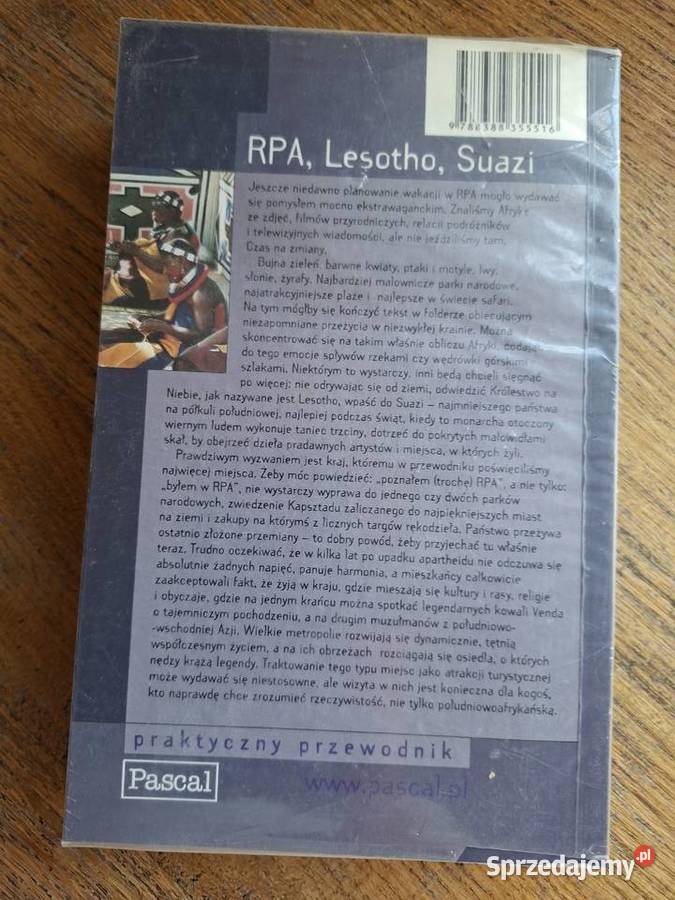 9 788388 355516
RPA, Lesotho, Suazi
Jeszcze niedawno planowanie wakacji w RPA mogło wydawać
się pomysłem mocno ekstrawaganckim. Znaliśmy Afrykę
ze zdjęć, filmów przyrodniczych, relacji podróżników
i telewizyjnych wiadomości, ale nie jeździliśmy tam.
Czas na zmiany.
Bujna zieleń, barwne kwiaty, ptaki i motyle, lwy,
słonie, żyrafy. Najbardziej malownicze parki narodowe,
najatrakcyjniejsze plaże i najlepsze w świecie safari.
Na tym mógłby się kończyć tekst w folderze obiecującym
niezapomniane przeżycia w niezwykłej krainie. Można
skoncentrować się na takim właśnie obliczu Afryki, dodając
do tego emocje spływów rzekami czy wędrówki górskimi
szlakami. Niektórym to wystarczy, inni będą chcieli sięgnąć
po więcej: nie odrywając się od ziemi, odwiedzić Królestwo na
Niebie, jak nazywane jest Lesotho, wpaść do Suazi – najmniejszego państwa
na półkuli południowej, najlepiej podczas świąt, kiedy to monarcha otoczony
wiernym ludem wykonuje taniec trzciny, dotrzeć do pokrytych malowidłami
skał, by obejrzeć dzieła pradawnych artystów i miejsca, w których żyli.
Prawdziwym wyzwaniem jest kraj, któremu w przewodniku poświęciliśmy
najwięcej miejsca. Żeby móc powiedzieć: „poznałem (trochę) RPA", a nie tylko:
„byłem w RPA", nie wystarczy wyprawa do jednego czy dwóch parków
narodowych, zwiedzenie Kapsztadu zaliczanego do najpiękniejszych miast
na ziemi i zakupy na którymś z licznych targów rękodzieła. Państwo przeżywa
ostatnio złożone przemiany – to dobry powód, żeby przyjechać tu właśnie
teraz. Trudno oczekiwać, że w kilka lat po upadku apartheidu nie odczuwa się
absolutnie żadnych napięć, panuje harmonia, a mieszkańcy całkowicie
zaakceptowali fakt, że żyją w kraju, gdzie mieszają się kultury i rasy, religie
i obyczaje, gdzie na jednym krańcu można spotkać legendarnych kowali Venda
o tajemniczym pochodzeniu, a na drugim muzułmanów z południowo-
-wschodniej Azji. Wielkie metropolie rozwijają się dynamicznie, tętnią
współczesnym życiem, a na ich obrzeżach rozciągają się osiedla, o których
nędzy krążą legendy. Traktowanie tego typu miejsc jako atrakcji turystycznej
może wydawać się niestosowne, ale wizyta w nich jest konieczna dla kogoś,
kto naprawdę chce zrozumieć rzeczywistość, nie tylko południowoafrykańską.
praktyczny przewodnik
Pascal
www.pascal.pl
Sprzedajemy.pl